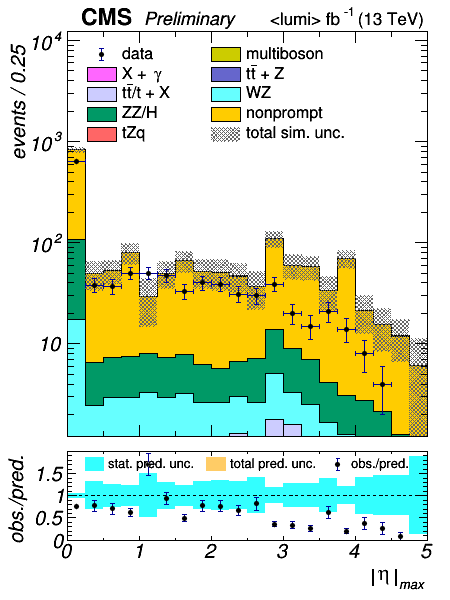 CMS Preliminary <lumi> fb⁻¹ (13 TeV)
events / 0.25
10⁴
10³
10²
10
data
X + γ
tt̄/t + X
ZZ/H
tZq
multiboson
tt̄ + Z
WZ
nonprompt
total sim. unc.
obs./pred.
1.5
1
0.5
0
stat. pred. unc. total pred. unc. obs./pred.
0 1 2 3 4 5
|η|max